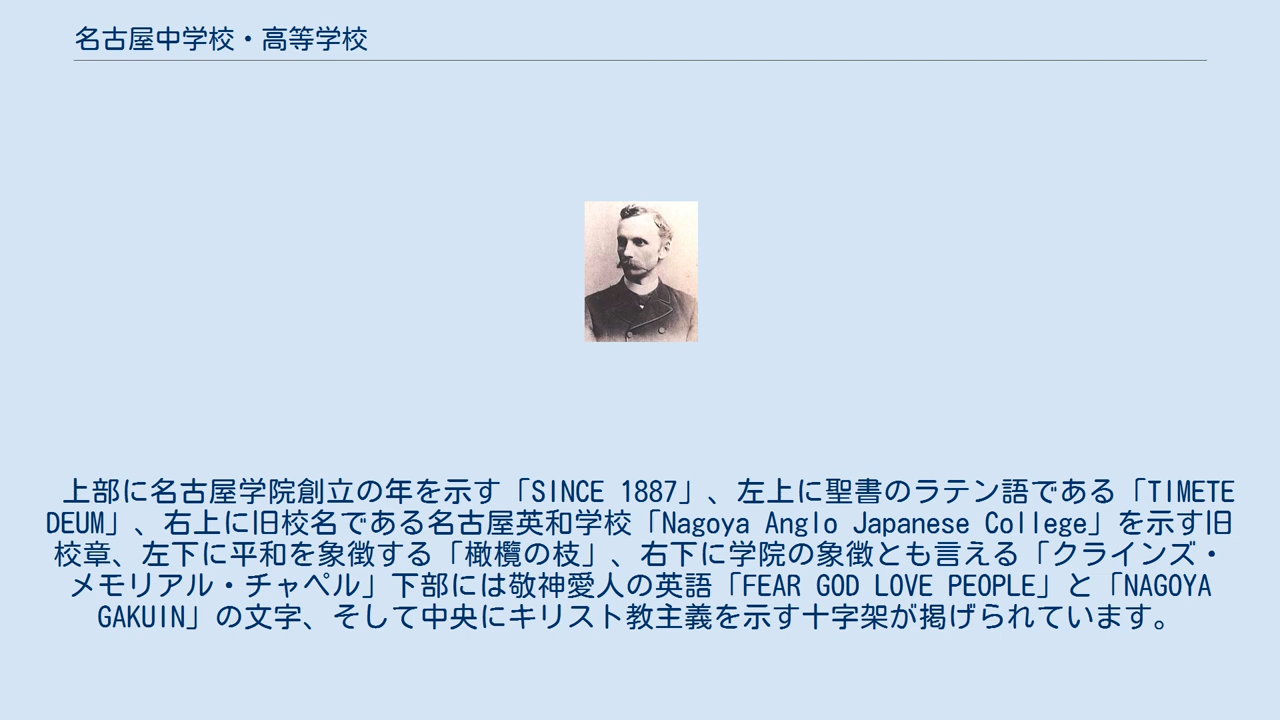 名古屋中学校・高等学校
上部に名古屋学院創立の年を示す「SINCE 1887」、左上に聖書のラテン語である「TIMETE
DEUM」、右上に旧校名である名古屋英和学校「Nagoya Anglo Japanese College」を示す旧
校章、左下に平和を象徴する「橄欖の枝」、右下に学院の象徴とも言える「クラインズ・
メモリアル・チャペル」下部には敬神愛人の英語「FEAR GOD LOVE PEOPLE」と「NAGOYA
GAKUIN」の文字、そして中央にキリスト教主義を示す十字架が掲げられています。